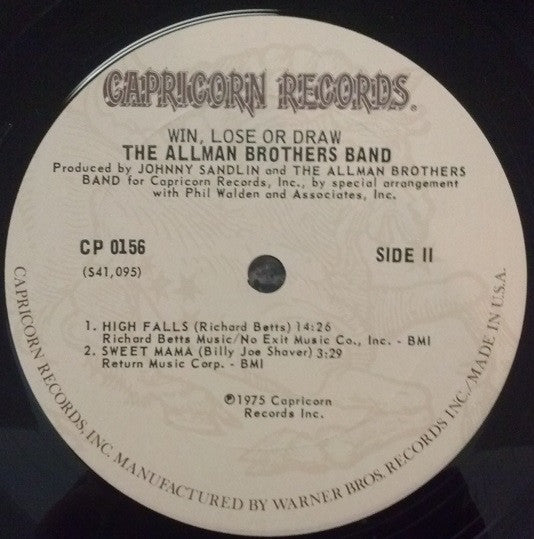 CAPRICORN RECORDS®
WIN, LOSE OR DRAW
THE ALLMAN BROTHERS BAND
Produced by JOHNNY SANDLIN and THE ALLMAN BROTHERS
BAND for Capricorn Records, Inc., by special arrangement
with Phil Walden and Associates, Inc.
CP 0156
SIDE II
(S41,095)
1. HIGH FALLS (Richard Betts) 14:26
Richard Betts Music/No Exit Music Co., Inc. - BMI
2. SWEET MAMA (Billy Joe Shaver) 3:29
Return Music Corp. - BMI
℗1975 Capricorn
Records Inc.
CAPRICORN RECORDS, INC. MANUFACTURED BY WARNER BROS. RECORDS INC./MADE IN U.S.A.